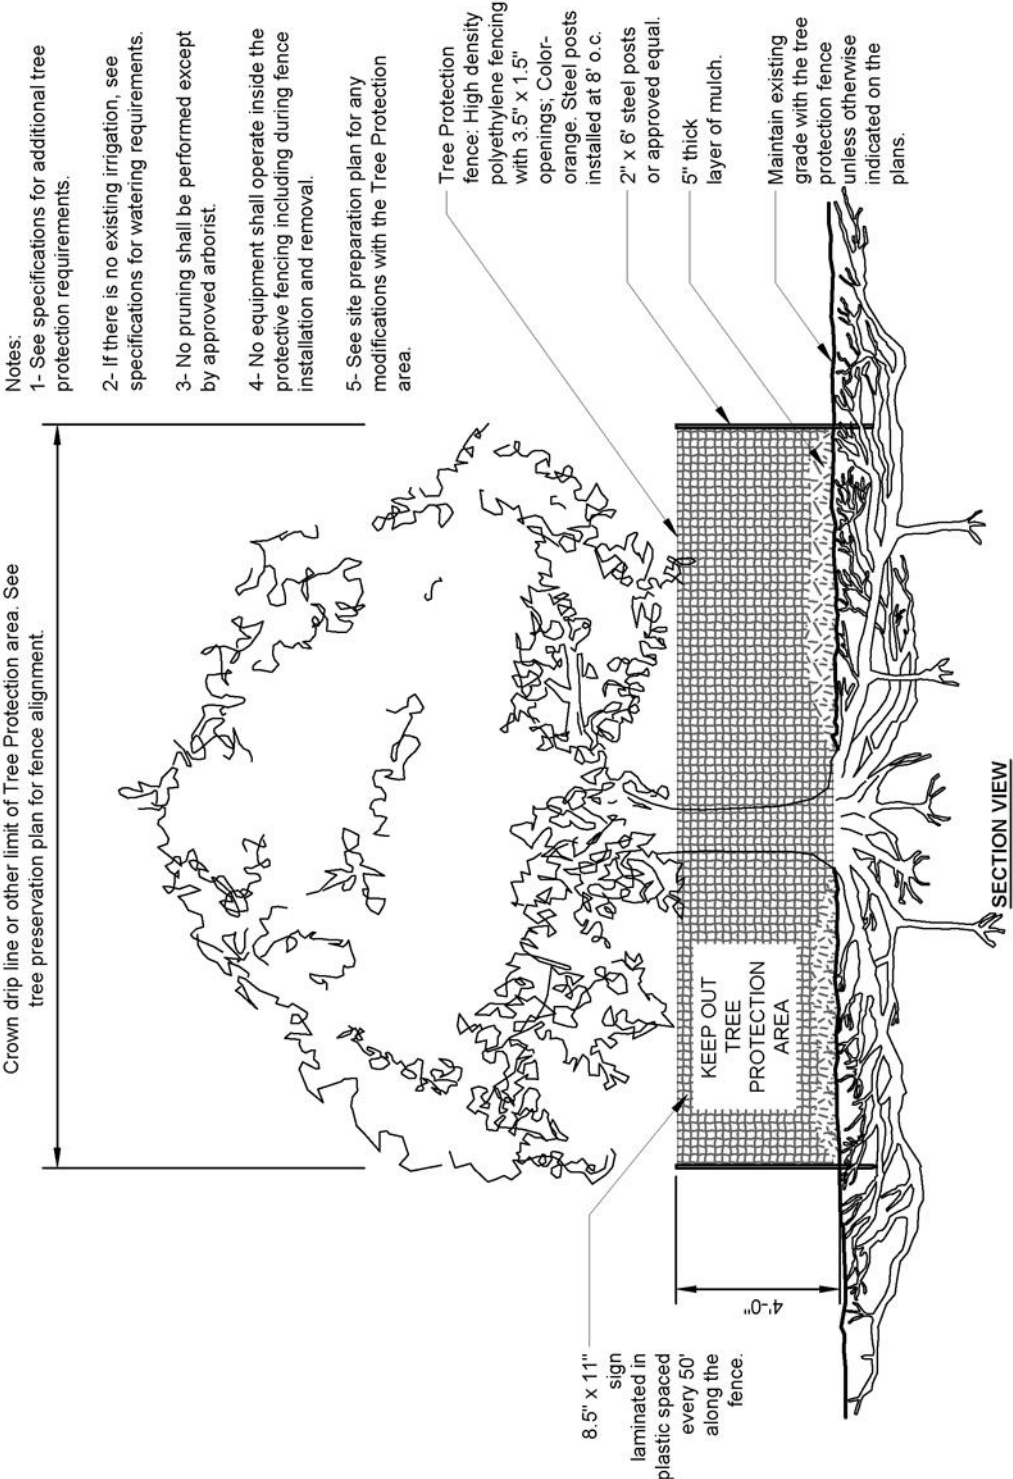 Crown drip line or other limit of Tree Protection area. See
tree preservation plan for fence alignment.
Notes:
1- See specifications for additional tree
protection requirements.
2- If there is no existing irrigation, see
specifications for watering requirements.
3- No pruning shall be performed except
by approved arborist.
4- No equipment shall operate inside the
protective fencing including during fence
installation and removal.
5- See site preparation plan for any
modifications with the Tree Protection
area.
Tree Protection
fence: High density
polyethylene fencing
with 3.5" x 1.5"
openings; Color-
orange. Steel posts
installed at 8' o.c.
2" x 6' steel posts
or approved equal.
5" thick
layer of mulch.
Maintain existing
grade with the tree
protection fence
unless otherwise
indicated on the
plans.
8.5" x 11"
sign
laminated in
plastic spaced
every 50'
along the
fence.
4'-0"
KEEP OUT
TREE
PROTECTION
AREA
SECTION VIEW